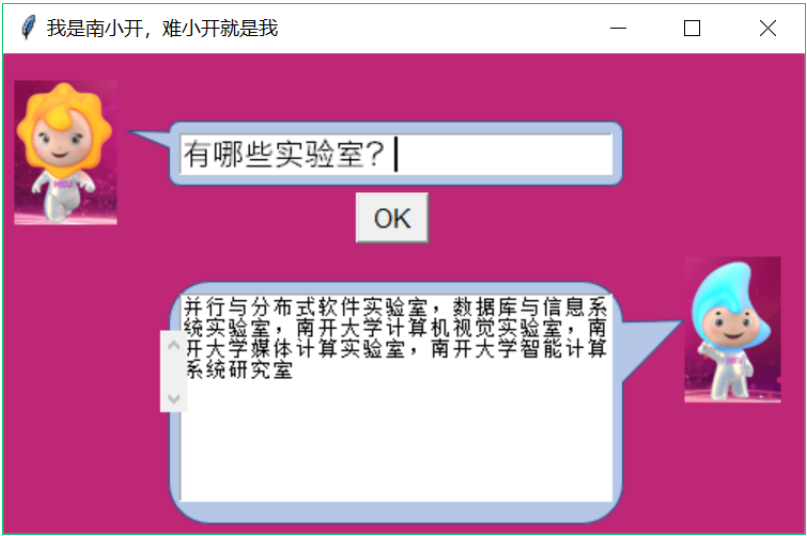 我是南小开，难小开就是我
有哪些实验室？
OK
并行与分布式软件实验室，数据库与信息系
统实验室，南开大学计算机视觉实验室，南
开大学媒体计算实验室，南开大学智能计算
系统研究室